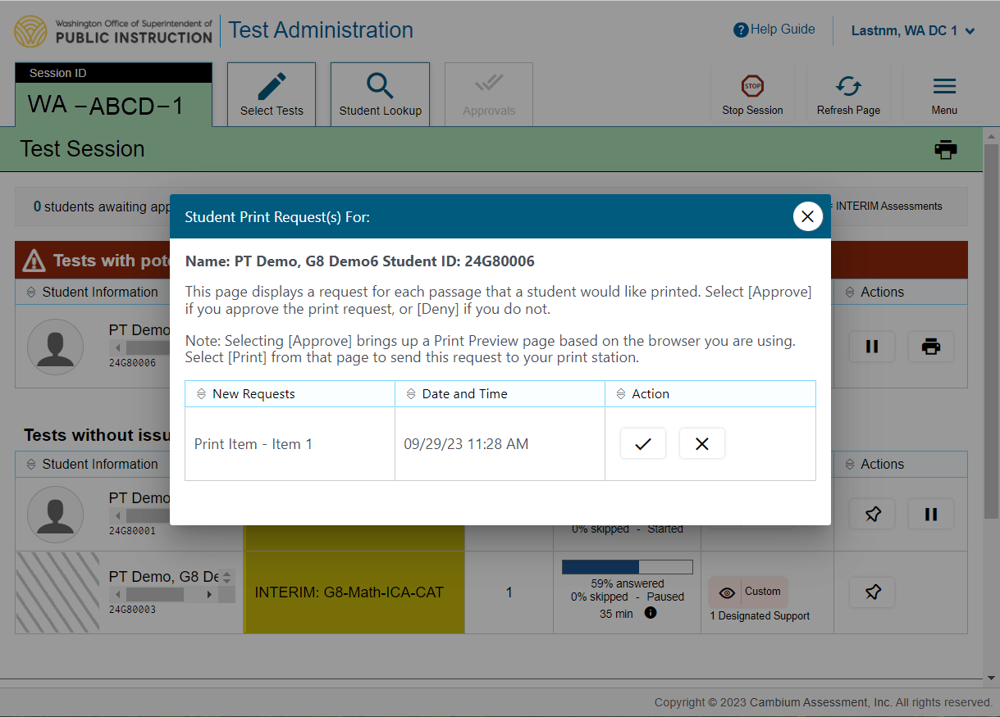 Washington Office of Superintendent of
PUBLIC INSTRUCTION
Test Administration
Help Guide
Lastnm, WA DC 1
Session ID
WA -ABCD-1
Select Tests
Student Lookup
Approvals
STOP
Stop Session
Refresh Page
Menu
Test Session
0 students awaiting
= INTERIM Assessments
Tests with
Student Information
Actions
PT Demo
24G80006
Student Print Request(s) For:
Name: PT Demo, G8 Demo6 Student ID: 24G80006
This page displays a request for each passage that a student would like printed. Select [Approve]
if you approve the print request, or [Deny] if you do not.
Note: Selecting [Approve] brings up a Print Preview page based on the browser you are using.
Select [Print] from that page to send this request to your print station.
New Requests
Date and Time
Action
Print Item - Item 1
09/29/23 11:28 AM
Tests without
Student Information
Actions
PT Demo
24G80001
0% skipped - Started
PT Demo, G8 De
24G80003
INTERIM: G8-Math-ICA-CAT
1
59% answered
0% skipped - Paused
35 min
Custom
1 Designated Support
Copyright © 2023 Cambium Assessment, Inc. All rights reserved.